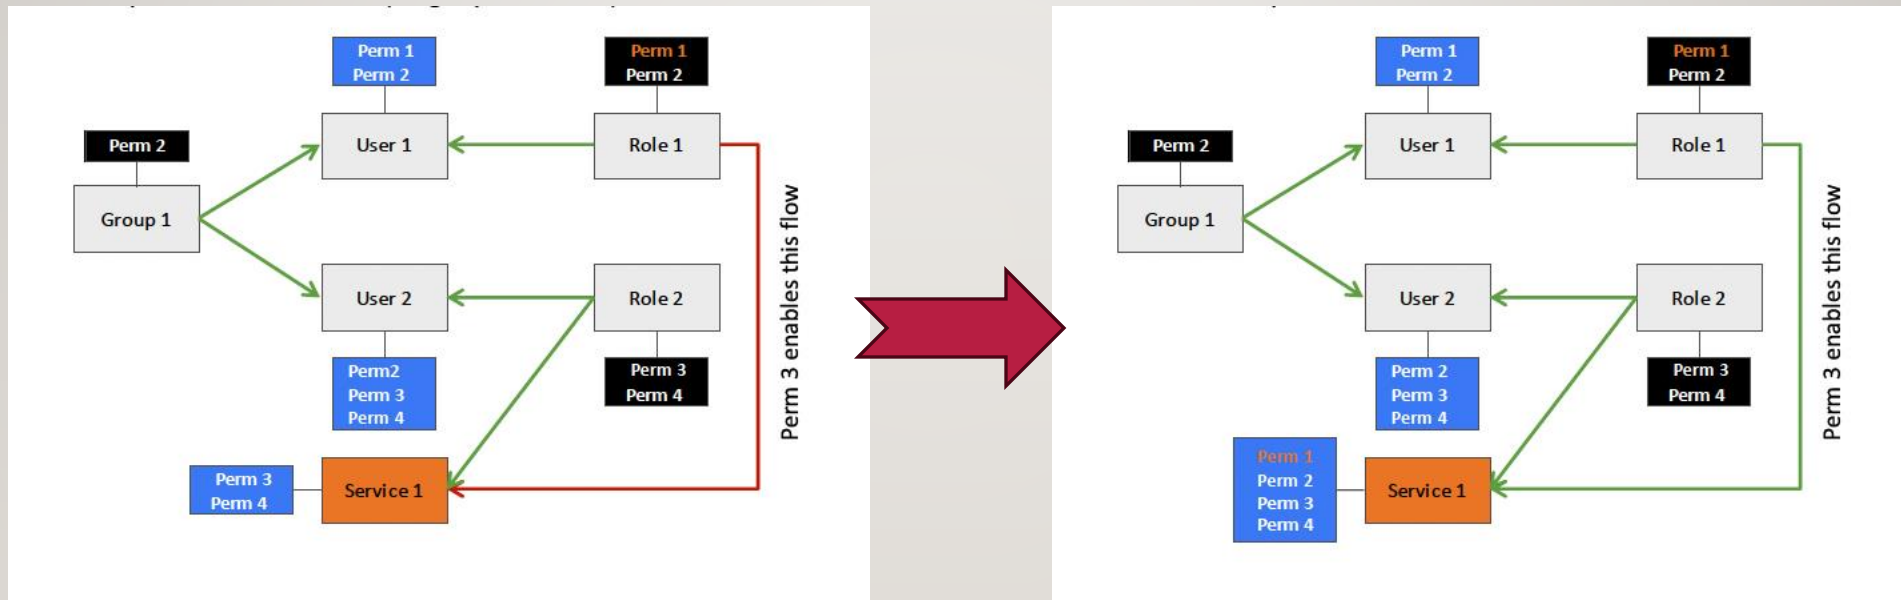 Perm 1
Perm 2
Perm 1
Perm 2
Perm 2
User 1
Role 1
Group 1
User 2
Role 2
Perm2
Perm 3
Perm 4
Perm 3
Perm 4
Perm 3
Perm 4
Service 1
Perm 3 enables this flow
Perm 1
Perm 2
Perm 1
Perm 2
Perm 2
User 1
Role 1
Group 1
User 2
Role 2
Perm 2
Perm 3
Perm 4
Perm 3
Perm 4
Perm 1
Perm 2
Perm 3
Perm 4
Service 1
Perm 3 enables this flow